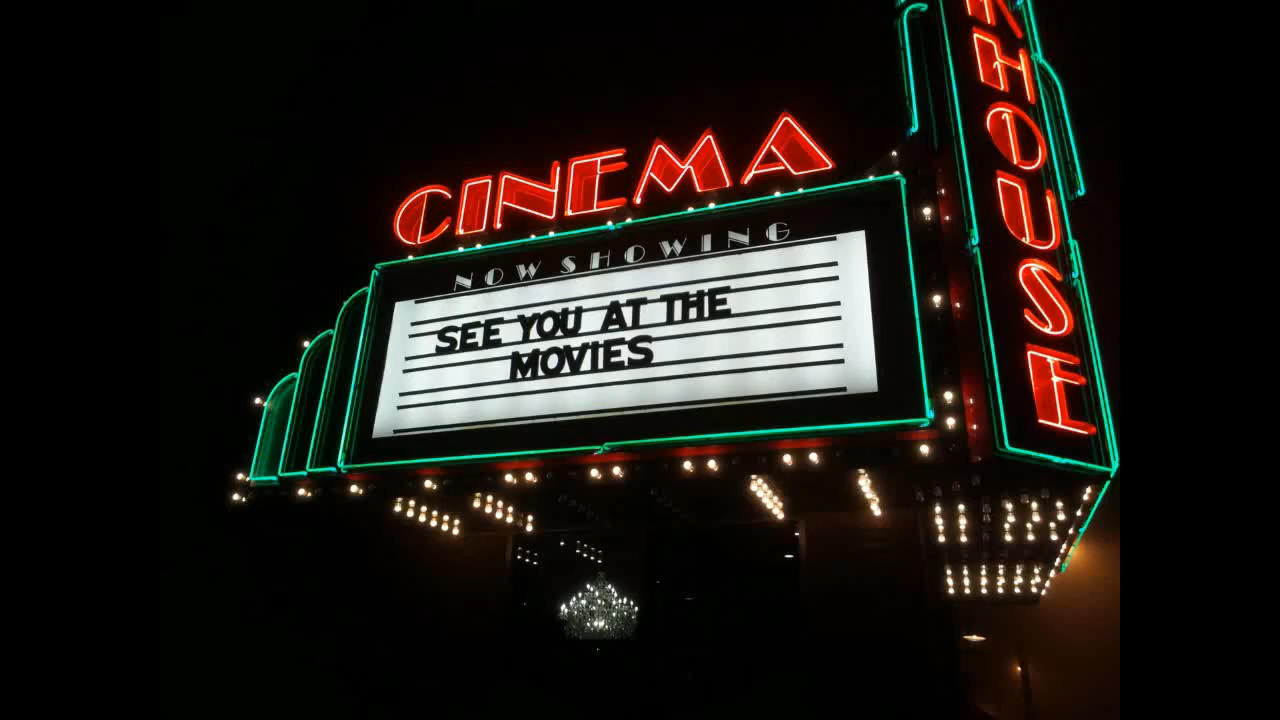 CINEMA
NOW SHOWING
SEE YOU AT THE
MOVIES
HOUSE